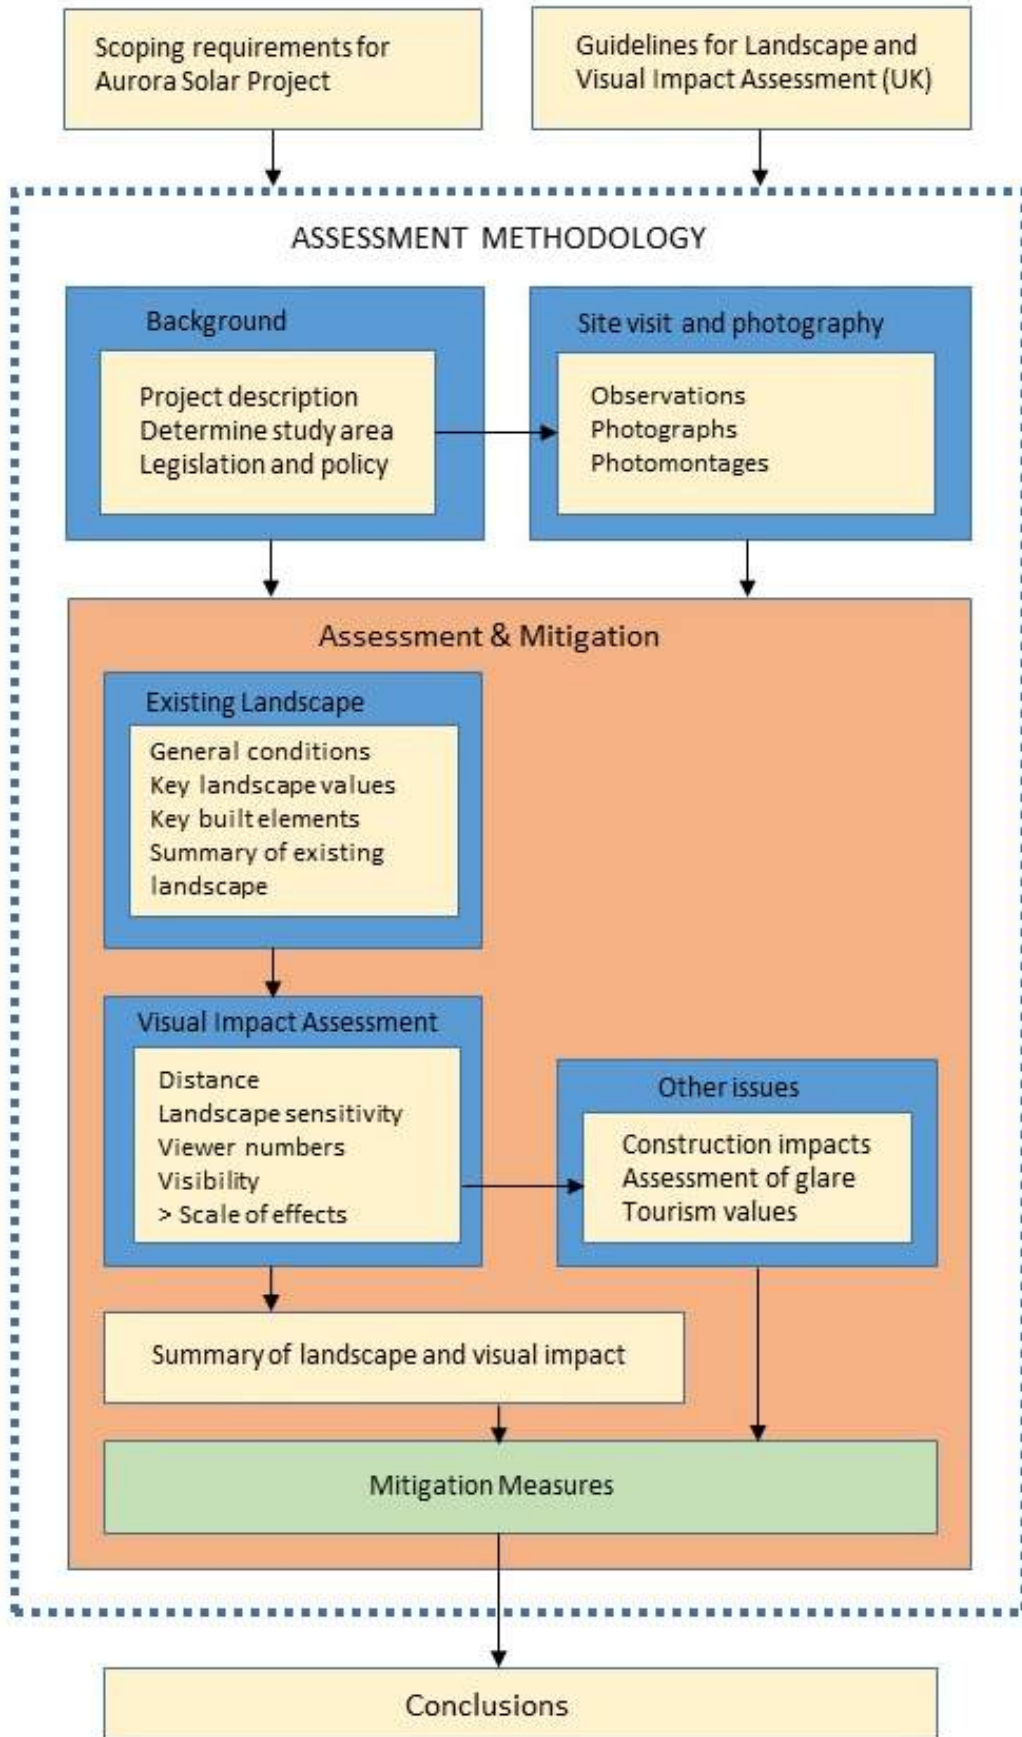 Scoping requirements for
Aurora Solar Project
Guidelines for Landscape and
Visual Impact Assessment (UK)
ASSESSMENT METHODOLOGY
Background
Project description
Determine study area
Legislation and policy
Site visit and photography
Observations
Photographs
Photomontages
Assessment & Mitigation
Existing Landscape
General conditions
Key landscape values
Key built elements
Summary of existing
landscape
Visual Impact Assessment
Distance
Landscape sensitivity
Viewer numbers
Visibility
> Scale of effects
Other issues
Construction impacts
Assessment of glare
Tourism values
Summary of landscape and visual impact
Mitigation Measures
Conclusions